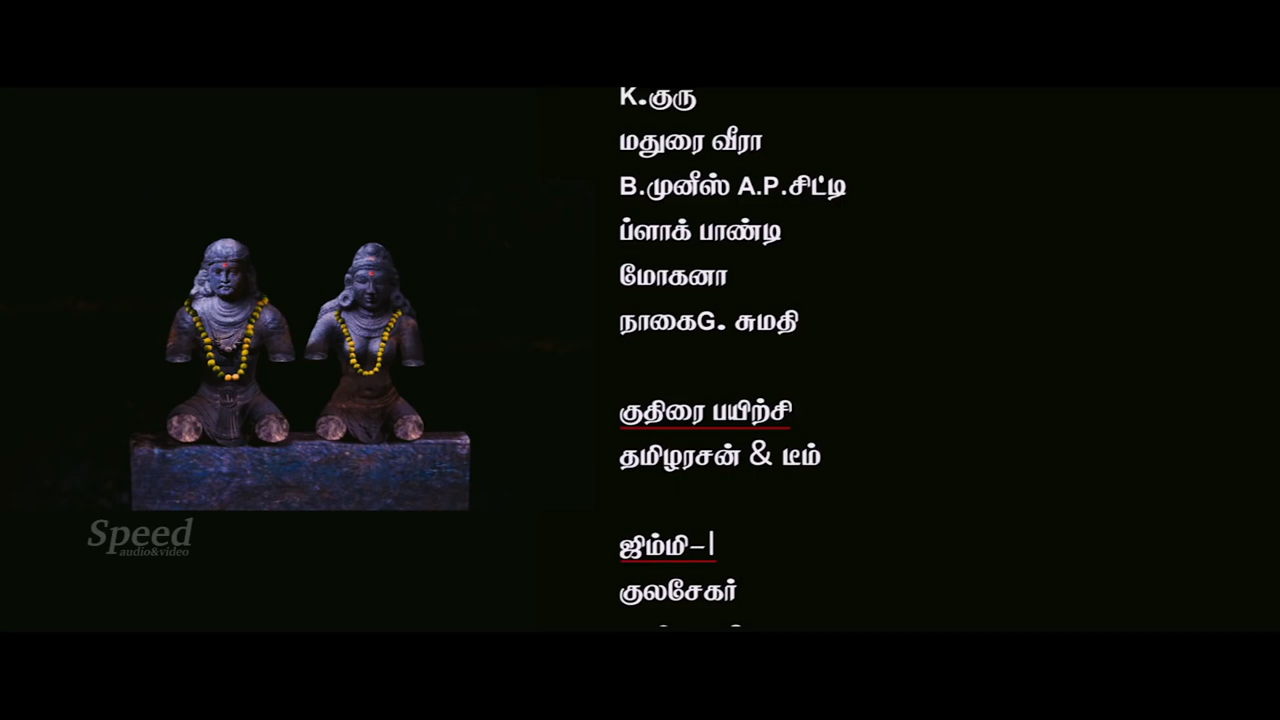 K.குரு
மதுரை வீரா
B.முனீஸ் A.P.சிட்டி
ப்ளாக் பாண்டி
மோகனா
நாகைG. சுமதி
குதிரை பயிற்சி
தமிழரசன் & டீம்
ஜிம்மி-I
குலசேகர்
Speed
audio&video